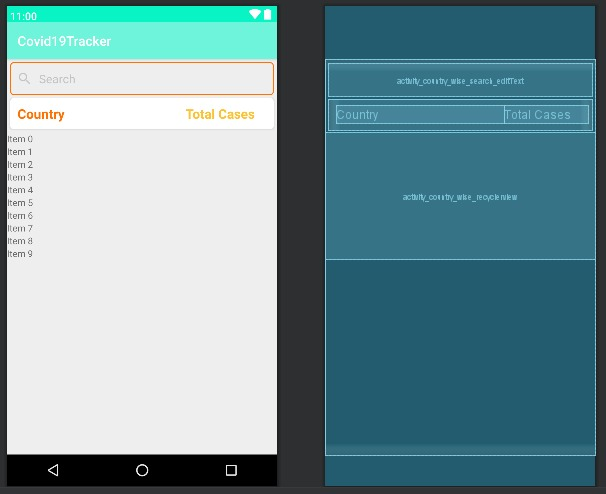 11:00
Covid19Tracker
Search
Country Total Cases
Item 0
Item 1
Item 2
Item 3
Item 4
Item 5
Item 6
Item 7
Item 8
Item 9
activity_country_wise_search_editText
Country Total Cases
activity_country_wise_recyclerview